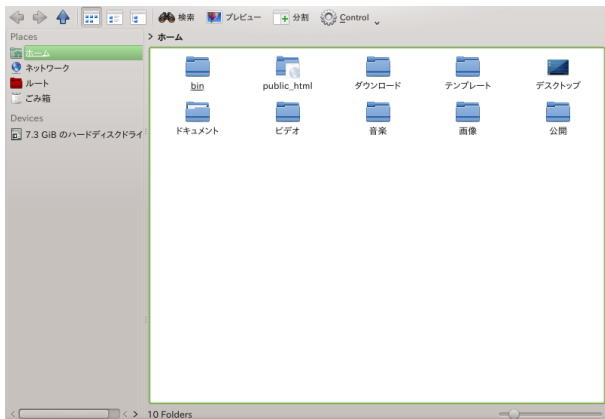 検索 プレビュー 分割 Control
Places
ホーム
ネットワーク
ルート
ごみ箱
Devices
7.3 GiB のハードディスクドライ
> ホーム
bin public_html ダウンロード テンプレート デスクトップ
ドキュメント ビデオ 音楽 画像 公開
10 Folders